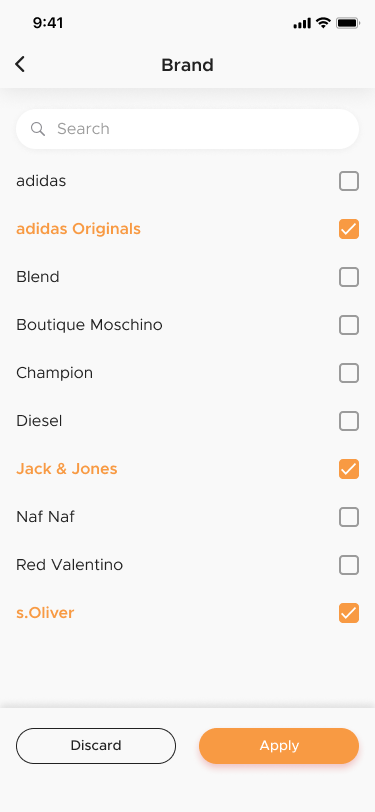 9:41
Brand
Search
adidas
adidas Originals
Blend
Boutique Moschino
Champion
Diesel
Jack & Jones
Naf Naf
Red Valentino
s.Oliver
Discard
Apply